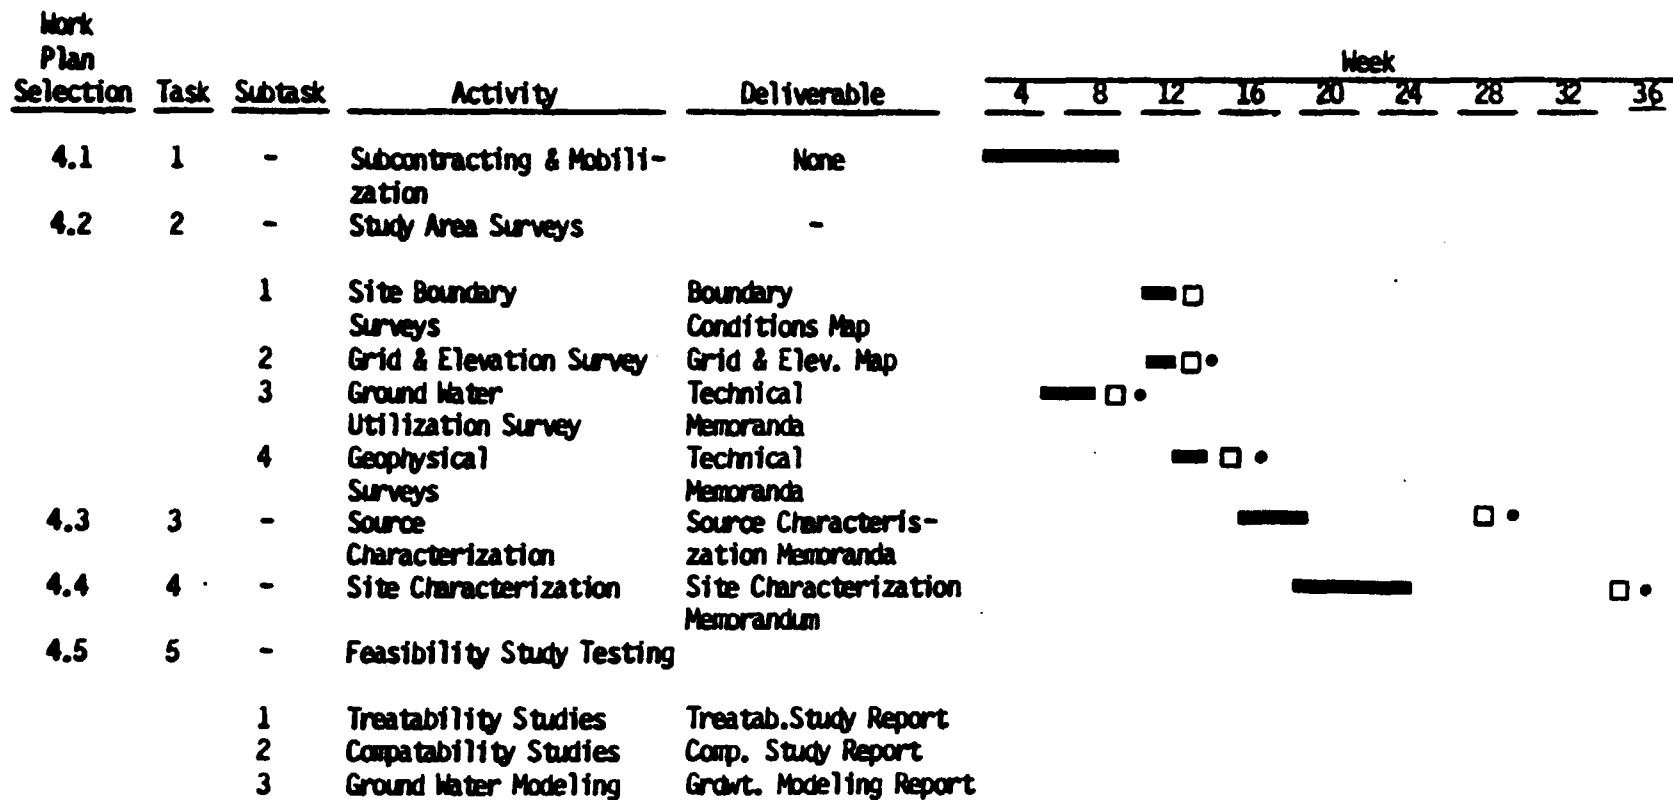 Work
Plan
Week
Selection Task Subtask Activity Deliverable 4 8 12 16 20 24 28 32 36
4.1 1 - Subcontracting & Mobili- None
zation
4.2 2 - Study Area Surveys -
1 Site Boundary Boundary
Surveys Conditions Map
2 Grid & Elevation Survey Grid & Elev. Map
3 Ground Water Technical
Utilization Survey Memoranda
4 Geophysical Technical
Surveys Memoranda
4.3 3 - Source Source Characteris-
Characterization zation Memoranda
4.4 4 - Site Characterization Site Characterization
Memorandum
4.5 5 - Feasibility Study Testing
1 Treatability Studies Treatab.Study Report
2 Compatability Studies Comp. Study Report
3 Ground Water Modeling Grdwt. Modeling Report